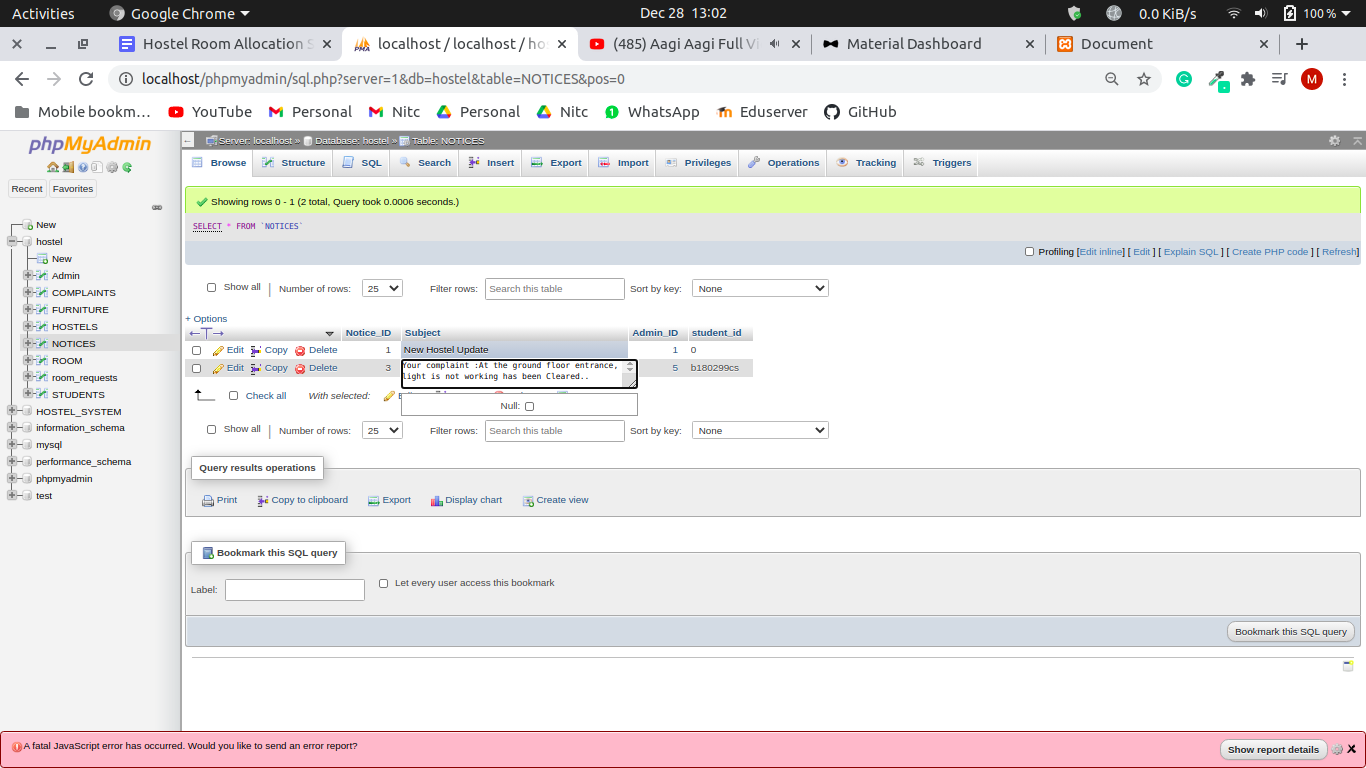 Activities Google Chrome Dec 28 13:02 0.0 KiB/s 100 %
Hostel Room Allocation S localhost / localhost / ho (485) Aagi Aagi Full Vi Material Dashboard Document
localhost/phpmyadmin/sql.php?server=1&db=hostel&table=NOTICES&pos=0 M
Mobile bookm… YouTube Personal Nitc Personal Nitc WhatsApp Eduserver GitHub
phpMyAdmin
Recent Favorites
New
hostel
New
Admin
COMPLAINTS
FURNITURE
HOSTELS
NOTICES
ROOM
room_requests
STUDENTS
HOSTEL_SYSTEM
information_schema
mysql
performance_schema
phpmyadmin
test
Server: localhost » Database: hostel » Table: NOTICES
Browse Structure SQL Search Insert Export Import Privileges Operations Tracking Triggers
Showing rows 0 - 1 (2 total, Query took 0.0006 seconds.)
SELECT * FROM `NOTICES`
Profiling [Edit inline] [ Edit ] [ Explain SQL ] [ Create PHP code ] [ Refresh]
Show all Number of rows: 25 Filter rows: Search this table Sort by key: None
+ Options
←T→ Notice_ID Subject Admin_ID student_id
Edit Copy Delete 1 New Hostel Update 1 0
Edit Copy Delete 3 Your complaint :At the ground floor entrance, 5 b180299cs
light is not working has been Cleared..
Check all With selected:
Null:
Show all Number of rows: 25 Filter rows: Search this table Sort by key: None
Query results operations
Print Copy to clipboard Export Display chart Create view
Bookmark this SQL query
Label: Let every user access this bookmark
Bookmark this SQL query
A fatal JavaScript error has occurred. Would you like to send an error report? Show report details